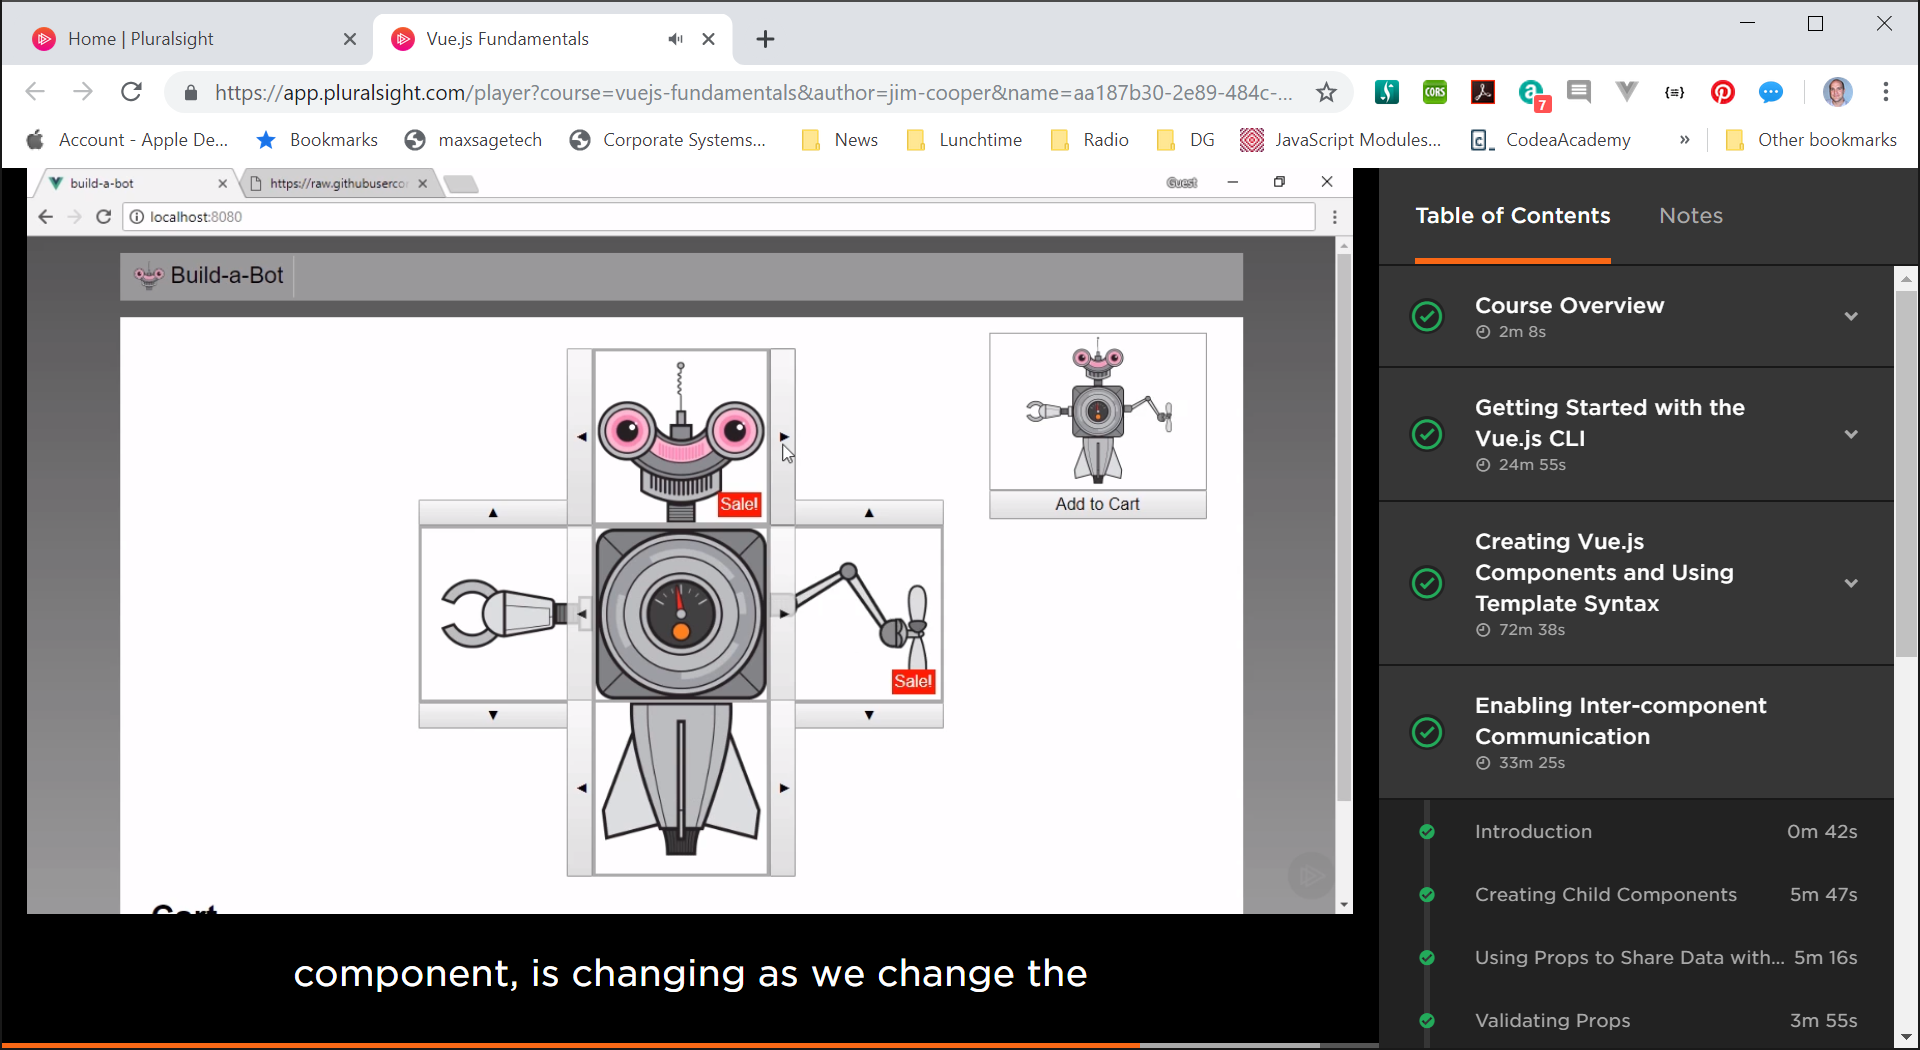 Home | Pluralsight
Vue.js Fundamentals
https://app.pluralsight.com/player?course=vuejs-fundamentals&author=jim-cooper&name=aa187b30-2e89-484c-...
CORS
7
Account - Apple De...
Bookmarks
maxsagetech
Corporate Systems...
News
Lunchtime
Radio
DG
JavaScript Modules...
CodeaAcademy
»
Other bookmarks
build-a-bot
https://raw.githubuserco
Guest
localhost:8080
Build-a-Bot
Sale!
Add to Cart
Sale!
Cart
component, is changing as we change the
Table of Contents
Notes
Course Overview
2m 8s
Getting Started with the
Vue.js CLI
24m 55s
Creating Vue.js
Components and Using
Template Syntax
72m 38s
Enabling Inter-component
Communication
33m 25s
Introduction 0m 42s
Creating Child Components 5m 47s
Using Props to Share Data with... 5m 16s
Validating Props 3m 55s